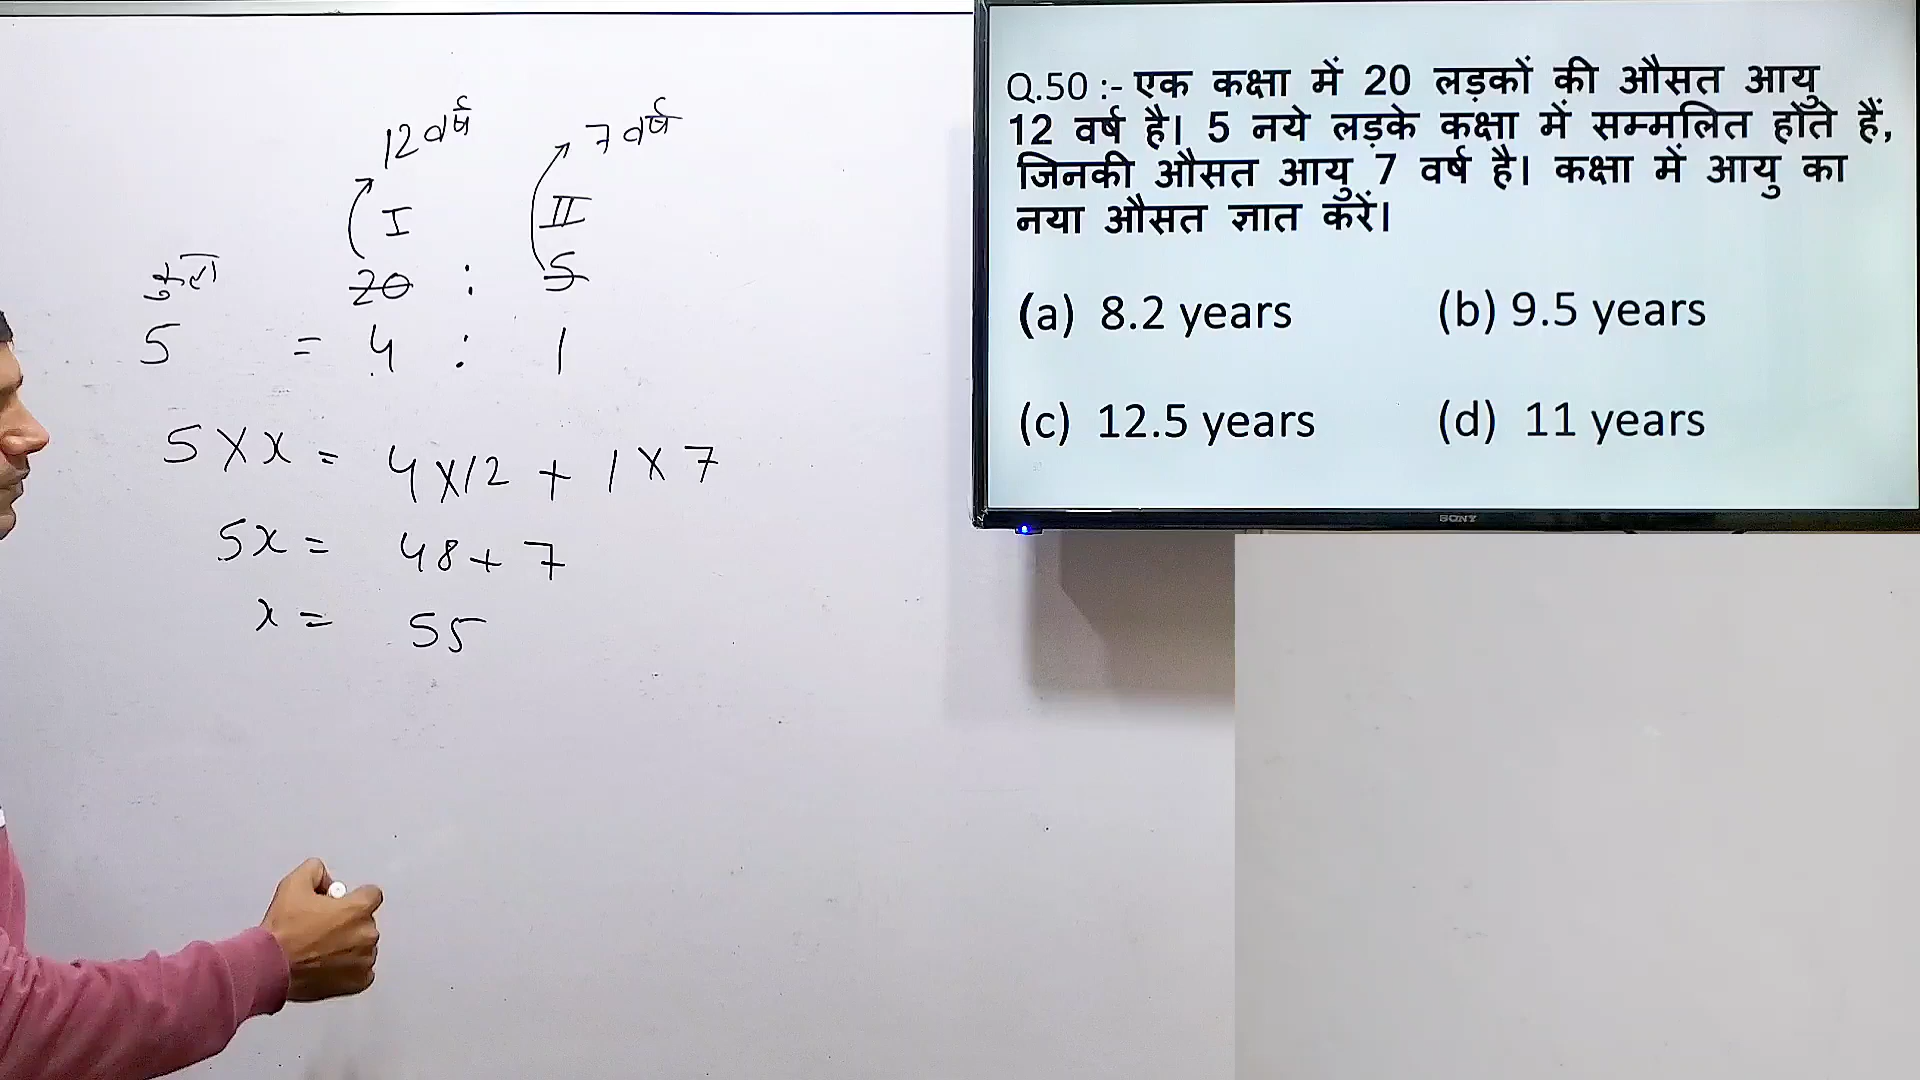 12 वर्ष 7 वर्ष
I II
कुल 20 : 5
5 = 4 : 1
5 X x = 4 X 12 + 1 X 7
5x = 48 + 7
x = 55
Q.50 :- एक कक्षा में 20 लड़कों की औसत आयु
12 वर्ष है। 5 नये लड़के कक्षा में सम्मलित होते हैं,
जिनकी औसत आयु 7 वर्ष है। कक्षा में आयु का
नया औसत ज्ञात करें।
(a) 8.2 years (b) 9.5 years
(c) 12.5 years (d) 11 years
SONY